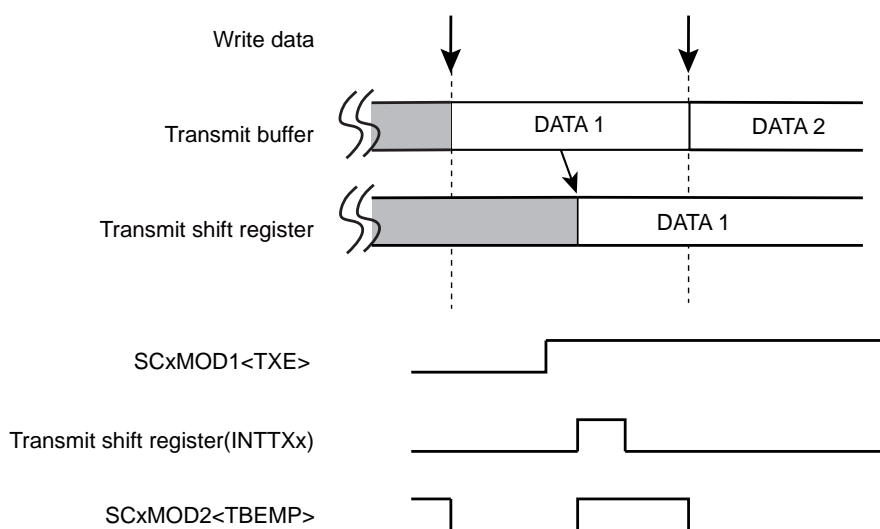 Write data
Transmit buffer
DATA 1
DATA 2
Transmit shift register
DATA 1
SCxMOD1<TXE>
Transmit shift register(INTTXx)
SCxMOD2<TBEMP>